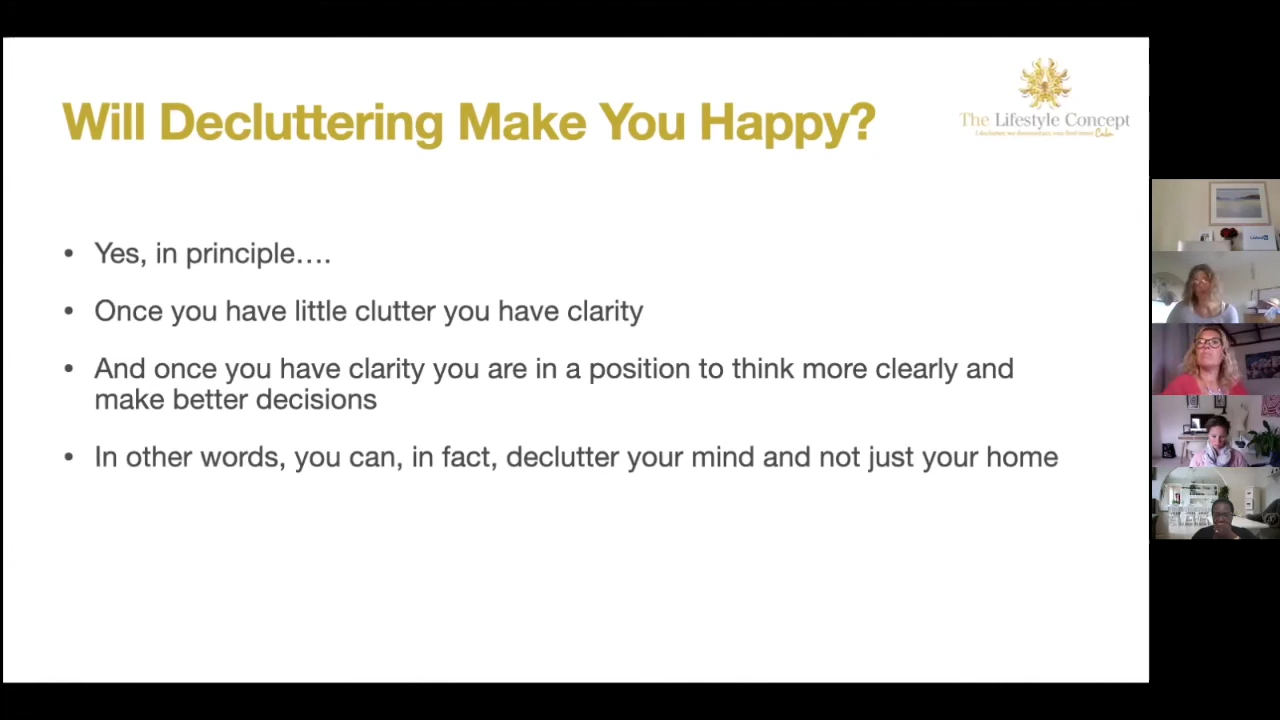 Will Decluttering Make You Happy?
The Lifestyle Concept
• Yes, in principle….
• Once you have little clutter you have clarity
• And once you have clarity you are in a position to think more clearly and
make better decisions
• In other words, you can, in fact, declutter your mind and not just your home